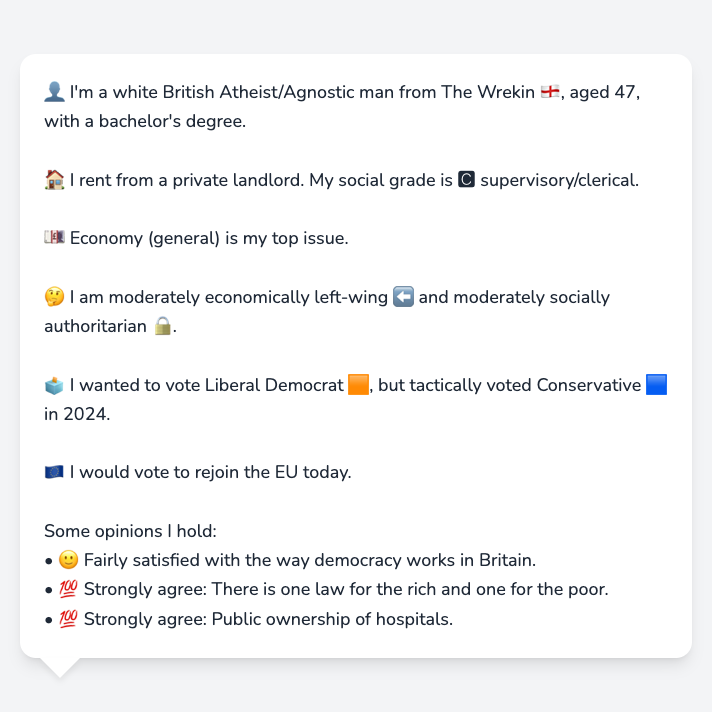 👤 I'm a white British Atheist/Agnostic man from The Wrekin 🏴󠁧󠁢󠁥󠁮󠁧󠁿, aged 47,
with a bachelor's degree.
🏠 I rent from a private landlord. My social grade is 🅲 supervisory/clerical.
💷 Economy (general) is my top issue.
🤔 I am moderately economically left-wing ⬅️ and moderately socially
authoritarian 🔒.
🗳️ I wanted to vote Liberal Democrat 🟧, but tactically voted Conservative 🟦
in 2024.
🇪🇺 I would vote to rejoin the EU today.
Some opinions I hold:
• 🙂 Fairly satisfied with the way democracy works in Britain.
• 💯 Strongly agree: There is one law for the rich and one for the poor.
• 💯 Strongly agree: Public ownership of hospitals.